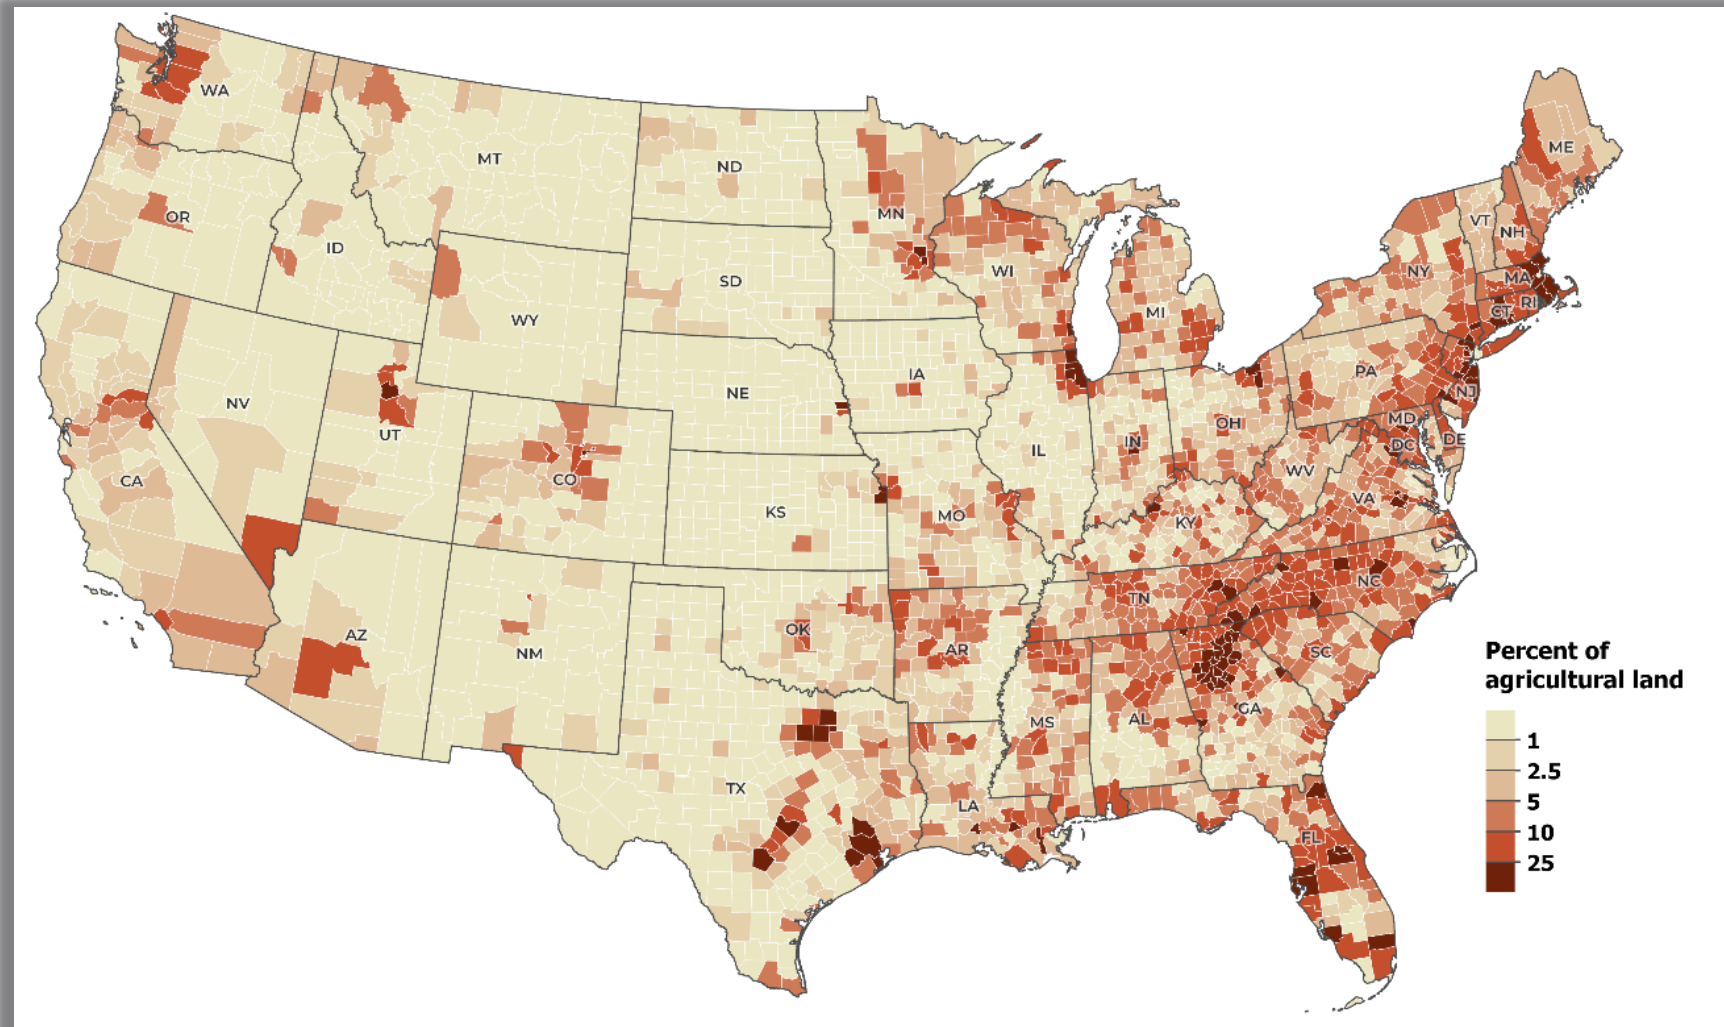 WA
MT
ND
MN
ME
VT
NH
OR
ID
SD
WI
NY
MA
RI
CT
WY
MI
IA
PA
NJ
NE
NV
OH
MD
UT
IL
IN
DC
DE
CA
CO
WV
VA
KS
MO
KY
NC
TN
AZ
NM
OK
AR
SC
MS
AL
GA
TX
LA
FL
Percent of
agricultural land
1
2.5
5
10
25